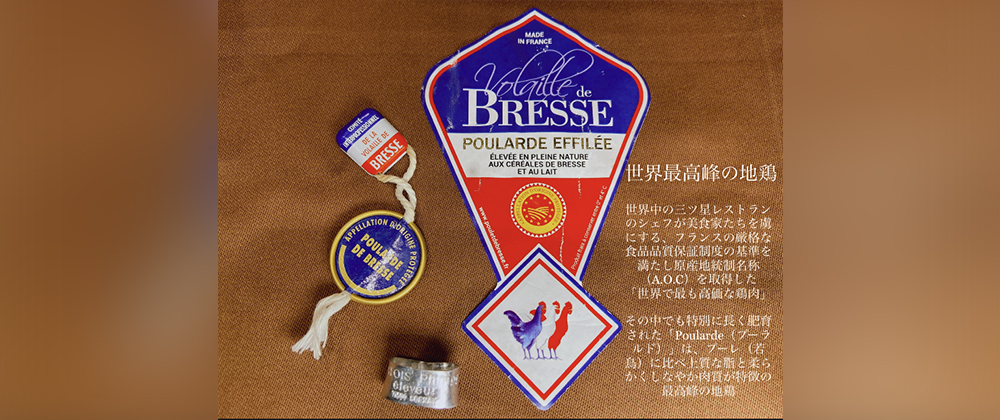 MADE
IN FRANCE
Volaille de
BRESSE
POULARDE EFFILÉE
ÉLEVÉE EN PLEINE NATURE
AUX CÉRÉALES DE BRESSE
ET AU LAIT
www.pouletdebresse.fr
COMITÉ
INTERPROFESSIONNEL
DE LA
VOLAILLE DE
BRESSE
APPELLATION D'ORIGINE PROTÉGÉE
POULARDE
DE BRESSE
éleveur
世界最高峰の地鶏
世界中の三ツ星レストラン
のシェフが美食家たちを虜
にする、フランスの厳格な
食品品質保証制度の基準を
満たし原産地統制名称
（A.O.C）を取得した
「世界で最も高価な鶏肉」
その中でも特別に長く肥育
された「Poularde（プーラ
ルド）」は、プーレ（若
鳥）に比べ上質な脂と柔ら
かくしなやか肉質が特徴の
最高峰の地鶏